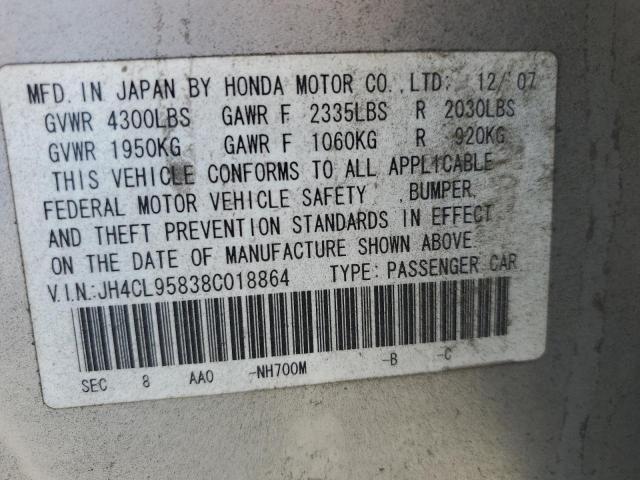 MFD. IN JAPAN BY HONDA MOTOR CO.,LTD. 12/'07
GVWR 4300LBS GAWR F 2335LBS R 2030LBS
GVWR 1950KG GAWR F 1060KG R 920KG
THIS VEHICLE CONFORMS TO ALL APPLICABLE
FEDERAL MOTOR VEHICLE SAFETY ,BUMPER,
AND THEFT PREVENTION STANDARDS IN EFFECT
ON THE DATE OF MANUFACTURE SHOWN ABOVE.
V.I.N.:JH4CL95838C018864 TYPE: PASSENGER CAR
SEC 8 AAO -NH700M -B -C